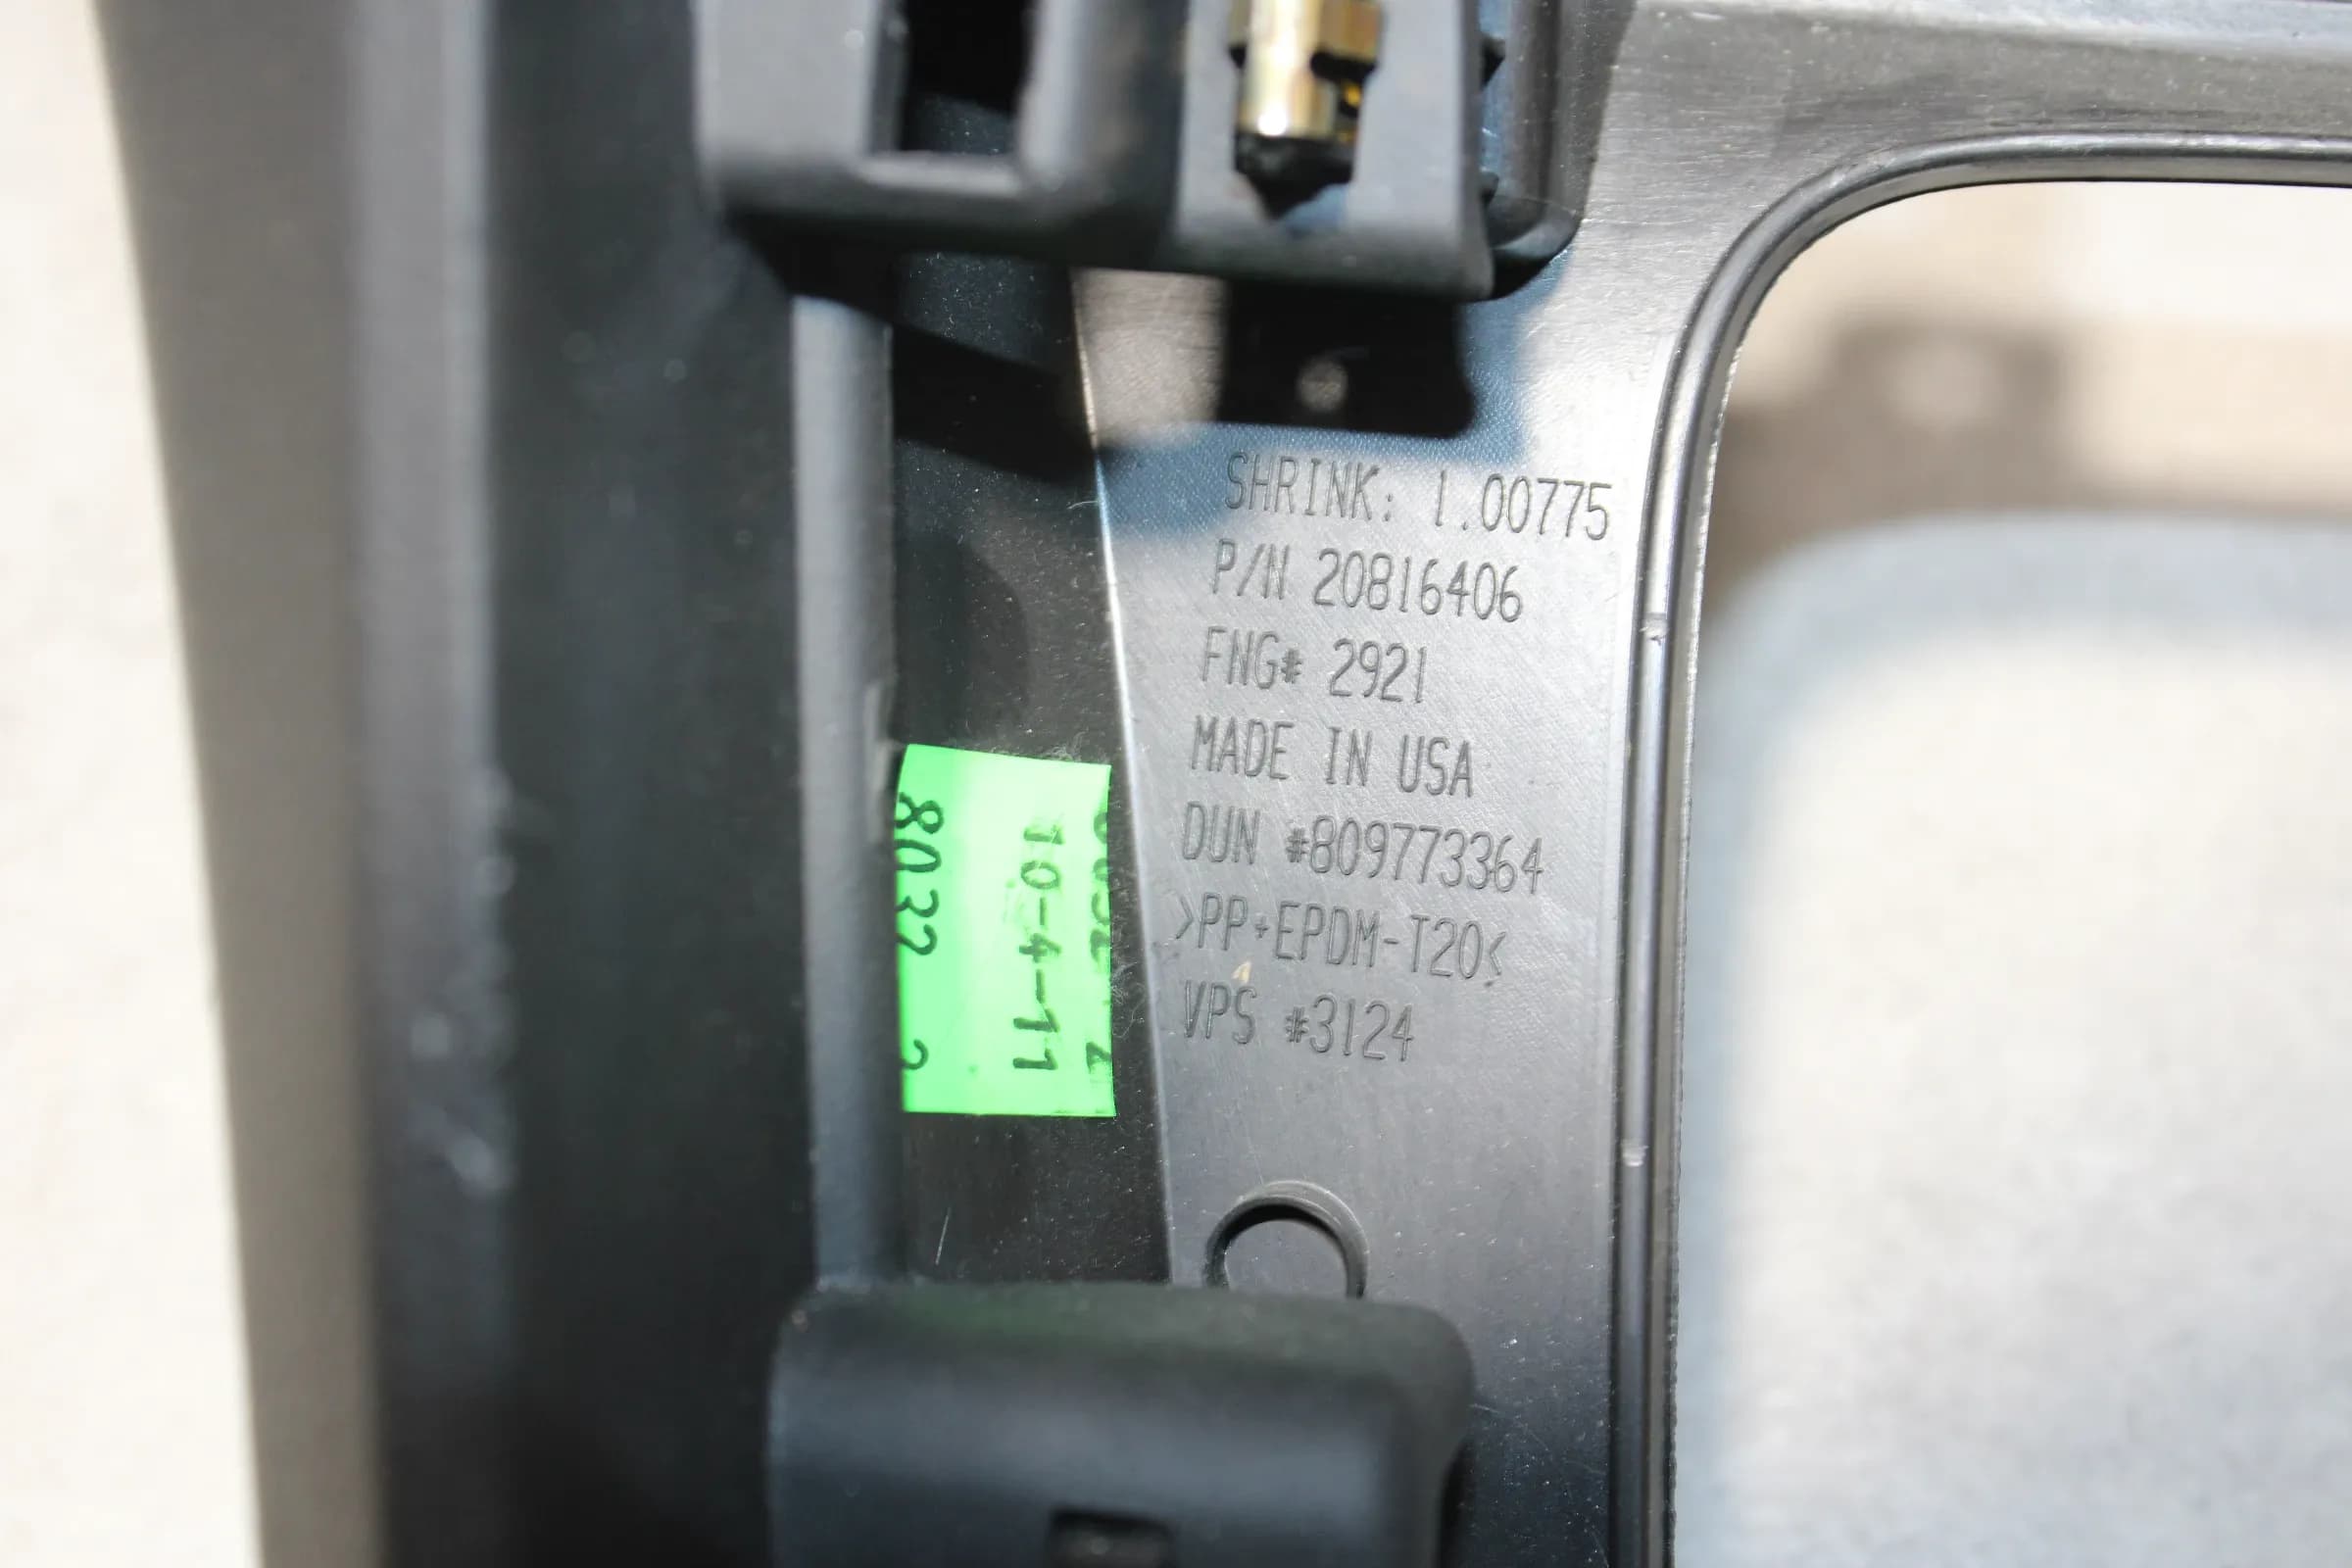 SHRINK: 1.00775
P/N 20816406
FNG# 2921
MADE IN USA
DUN #809773364
>PP+EPDM-T20<
VPS #3124
10-4-11
8032